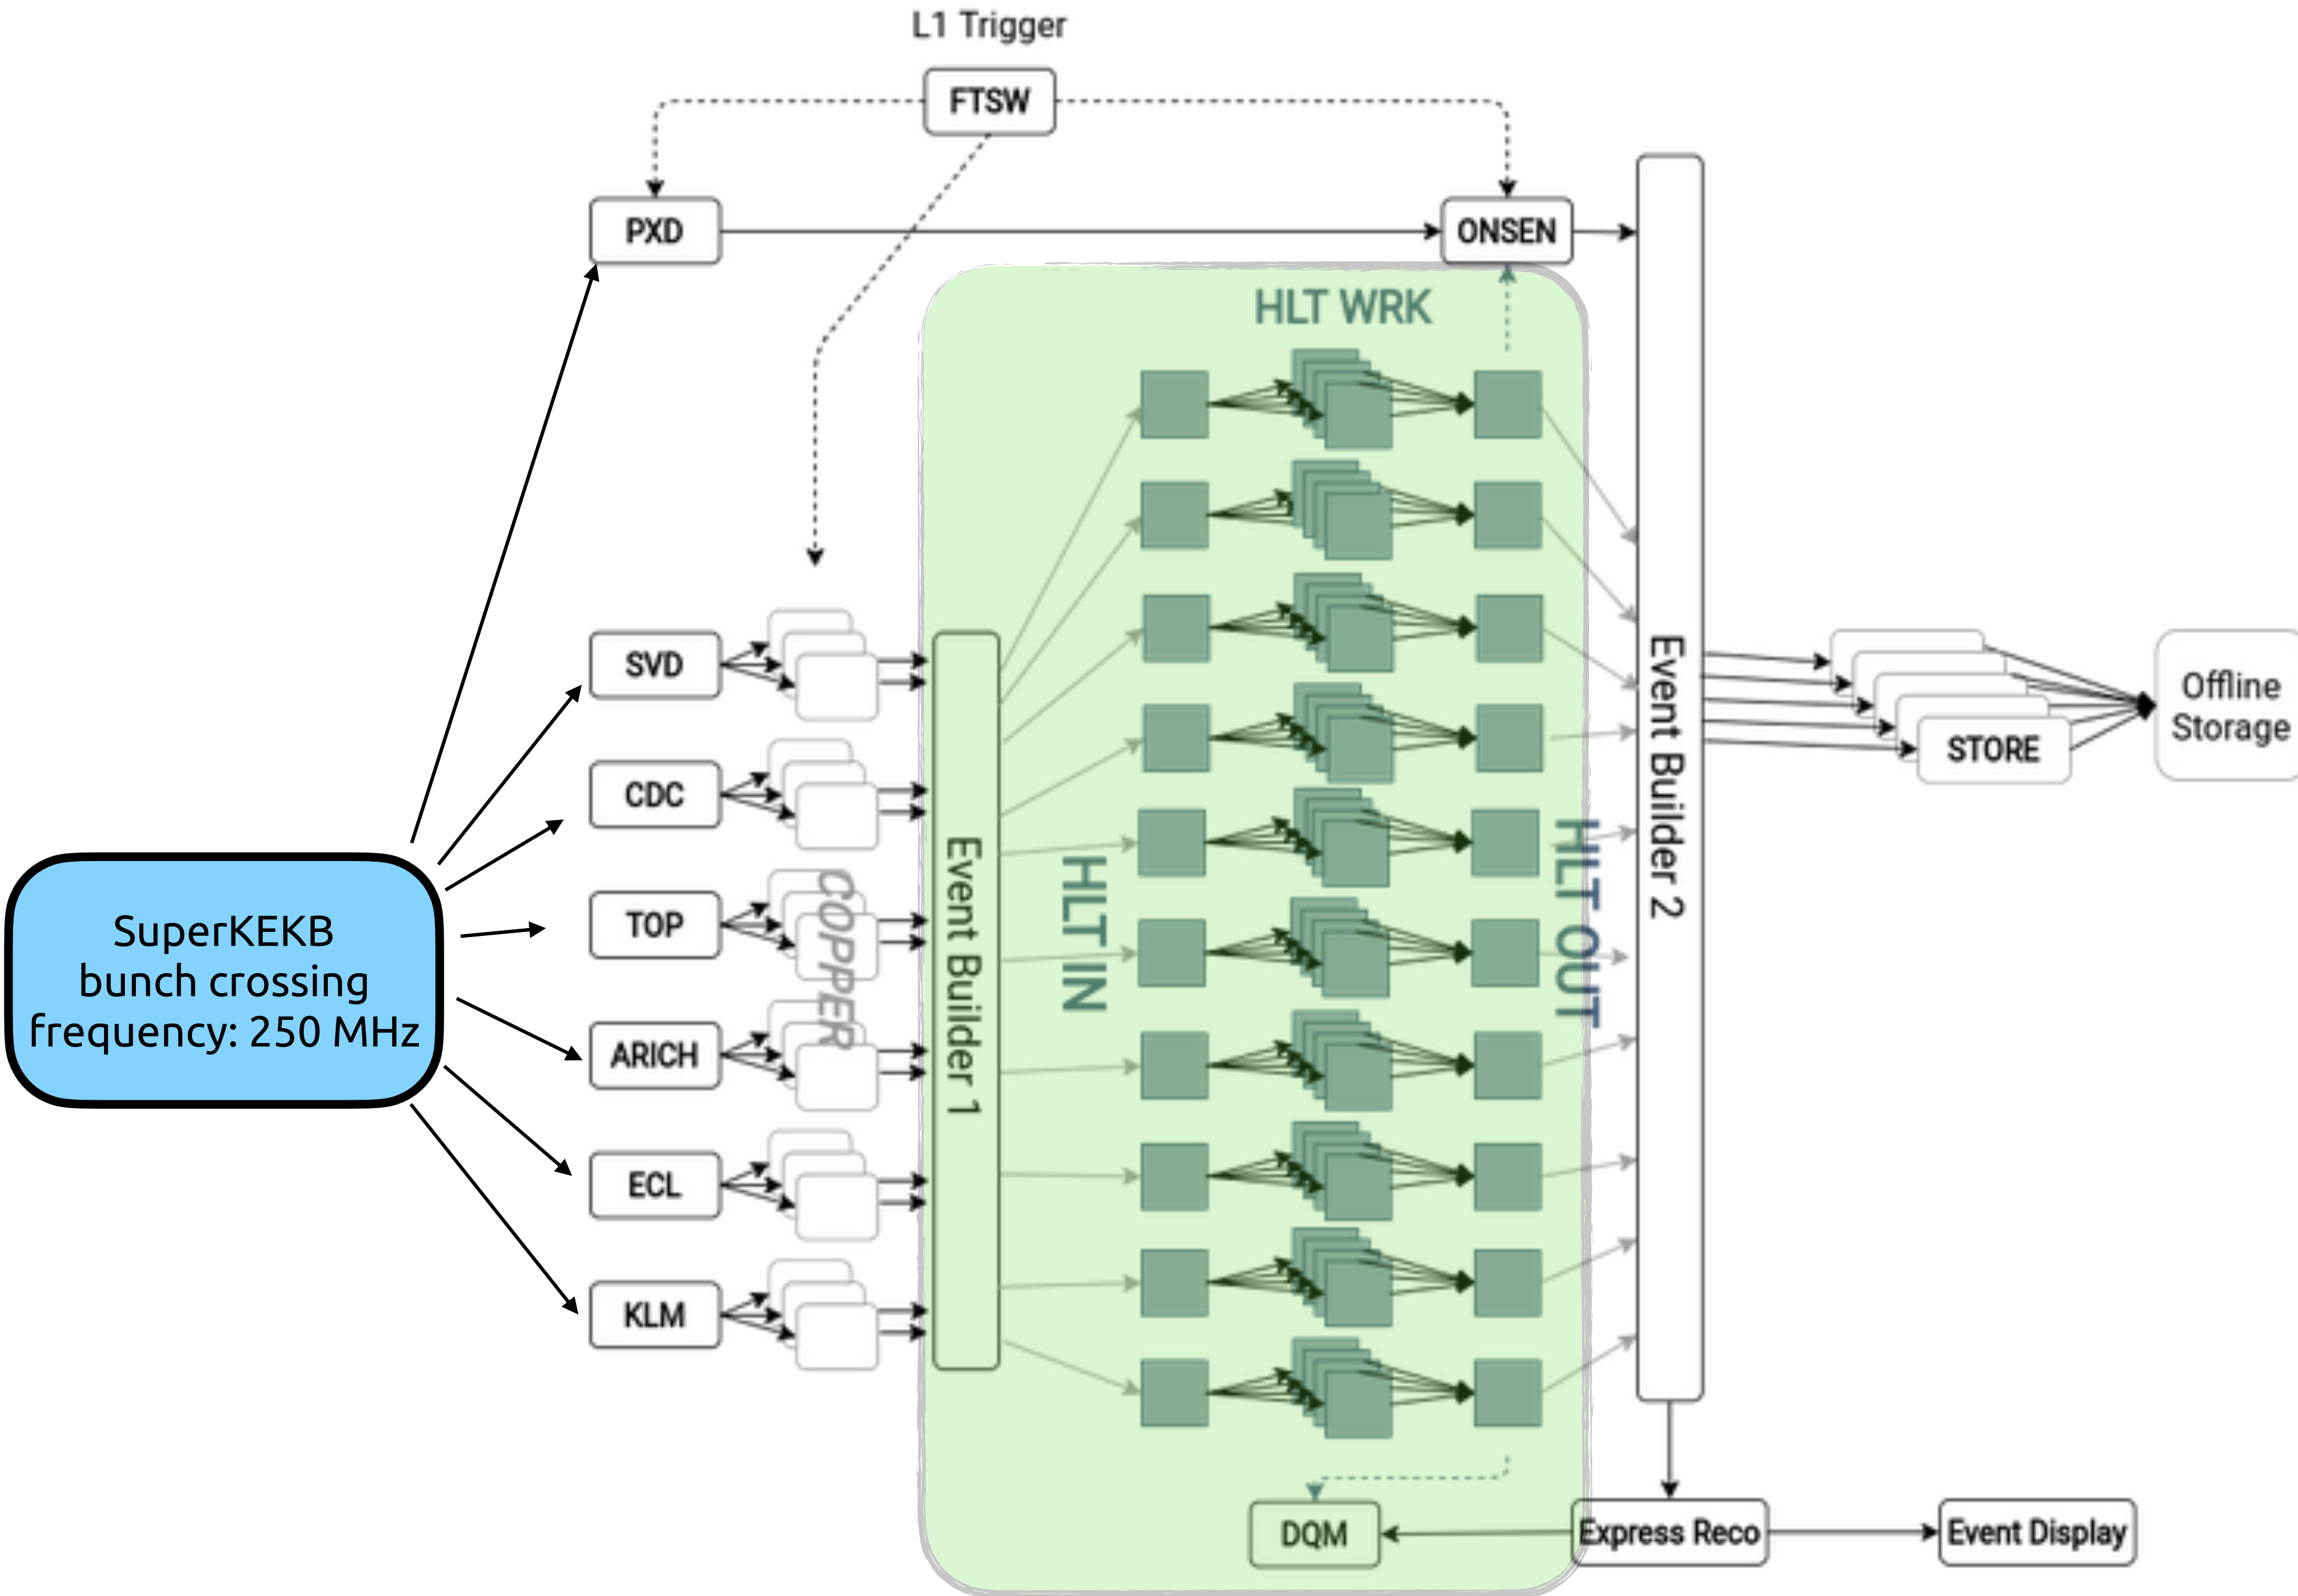 L1 Trigger
FTSW
PXD
ONSEN
HLT WRK
SVD
CDC
TOP
ARICH
ECL
KLM
COPPER
Event Builder 1
HLT IN
HLT OUT
Event Builder 2
STORE
Offline
Storage
SuperKEKB
bunch crossing
frequency: 250 MHz
DQM
Express Reco
Event Display